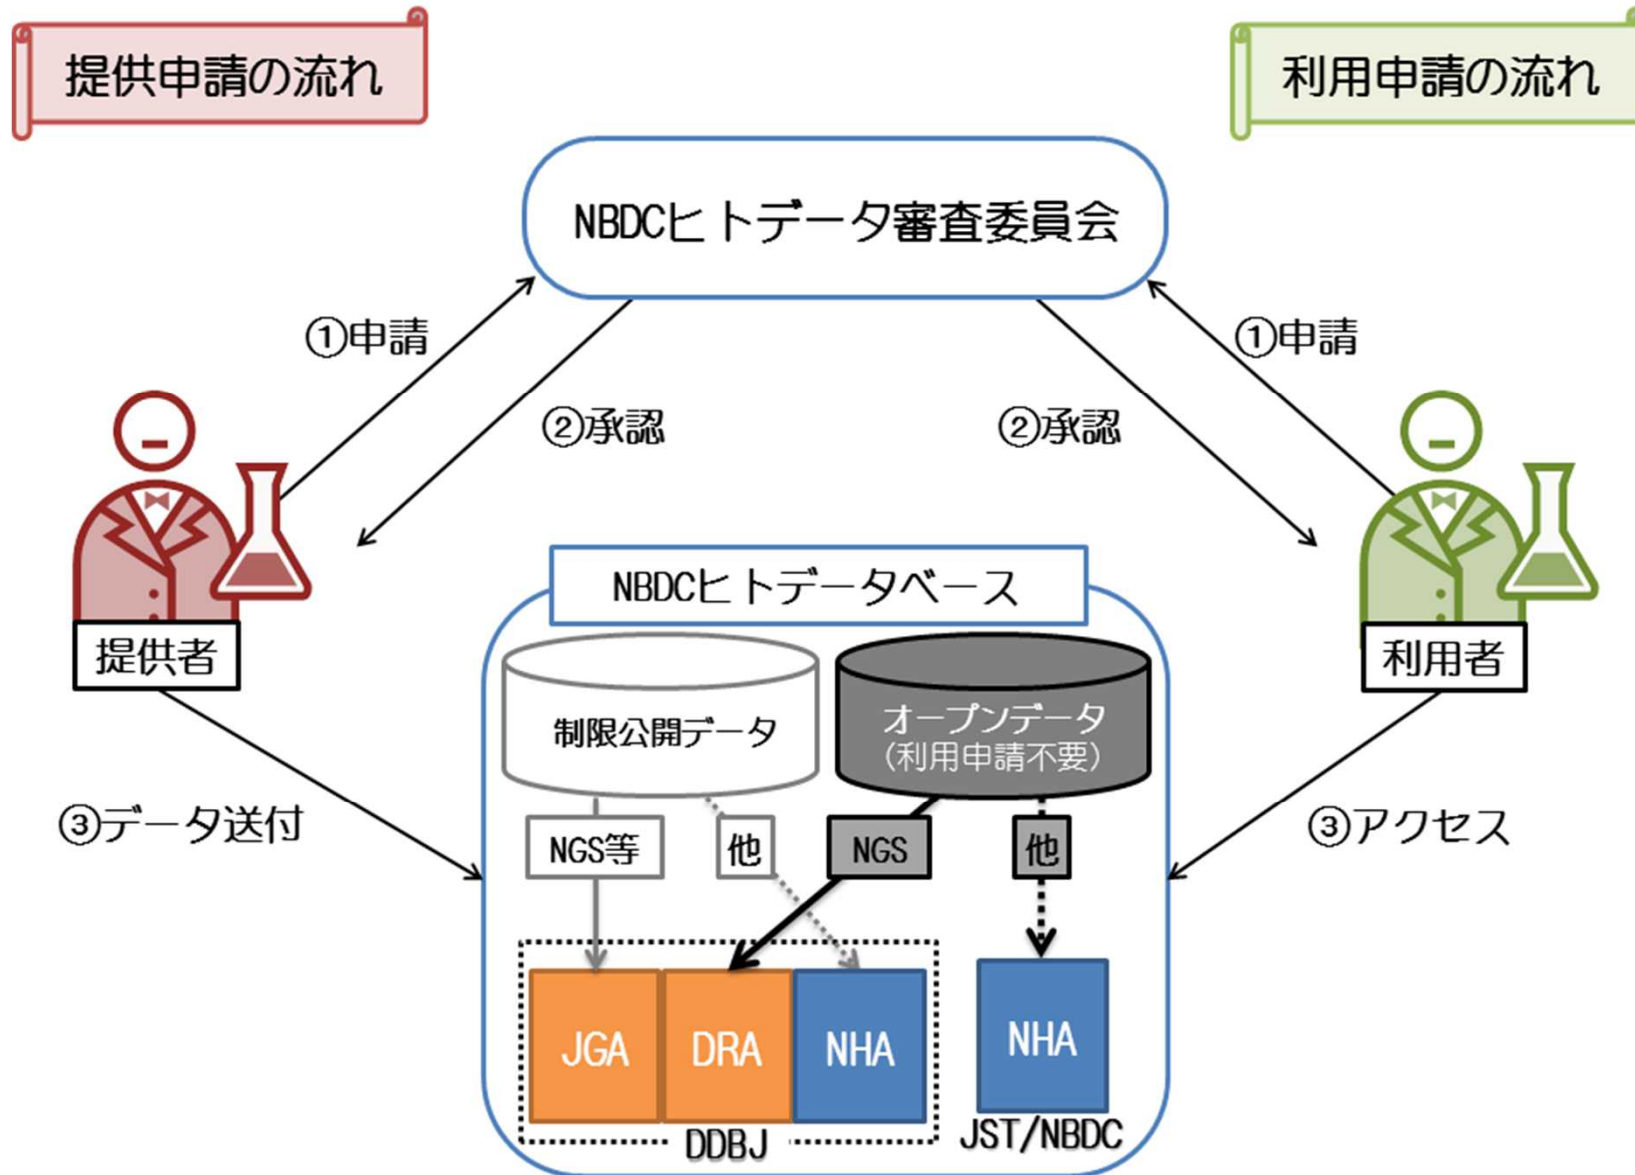 提供申請の流れ
利用申請の流れ
NBDCヒトデータ審査委員会
①申請
①申請
②承認
②承認
提供者
利用者
NBDCヒトデータベース
制限公開データ
オープンデータ
(利用申請不要)
③データ送付
③アクセス
NGS等
他
NGS
他
JGA
DRA
NHA
NHA
DDBJ
JST/NBDC